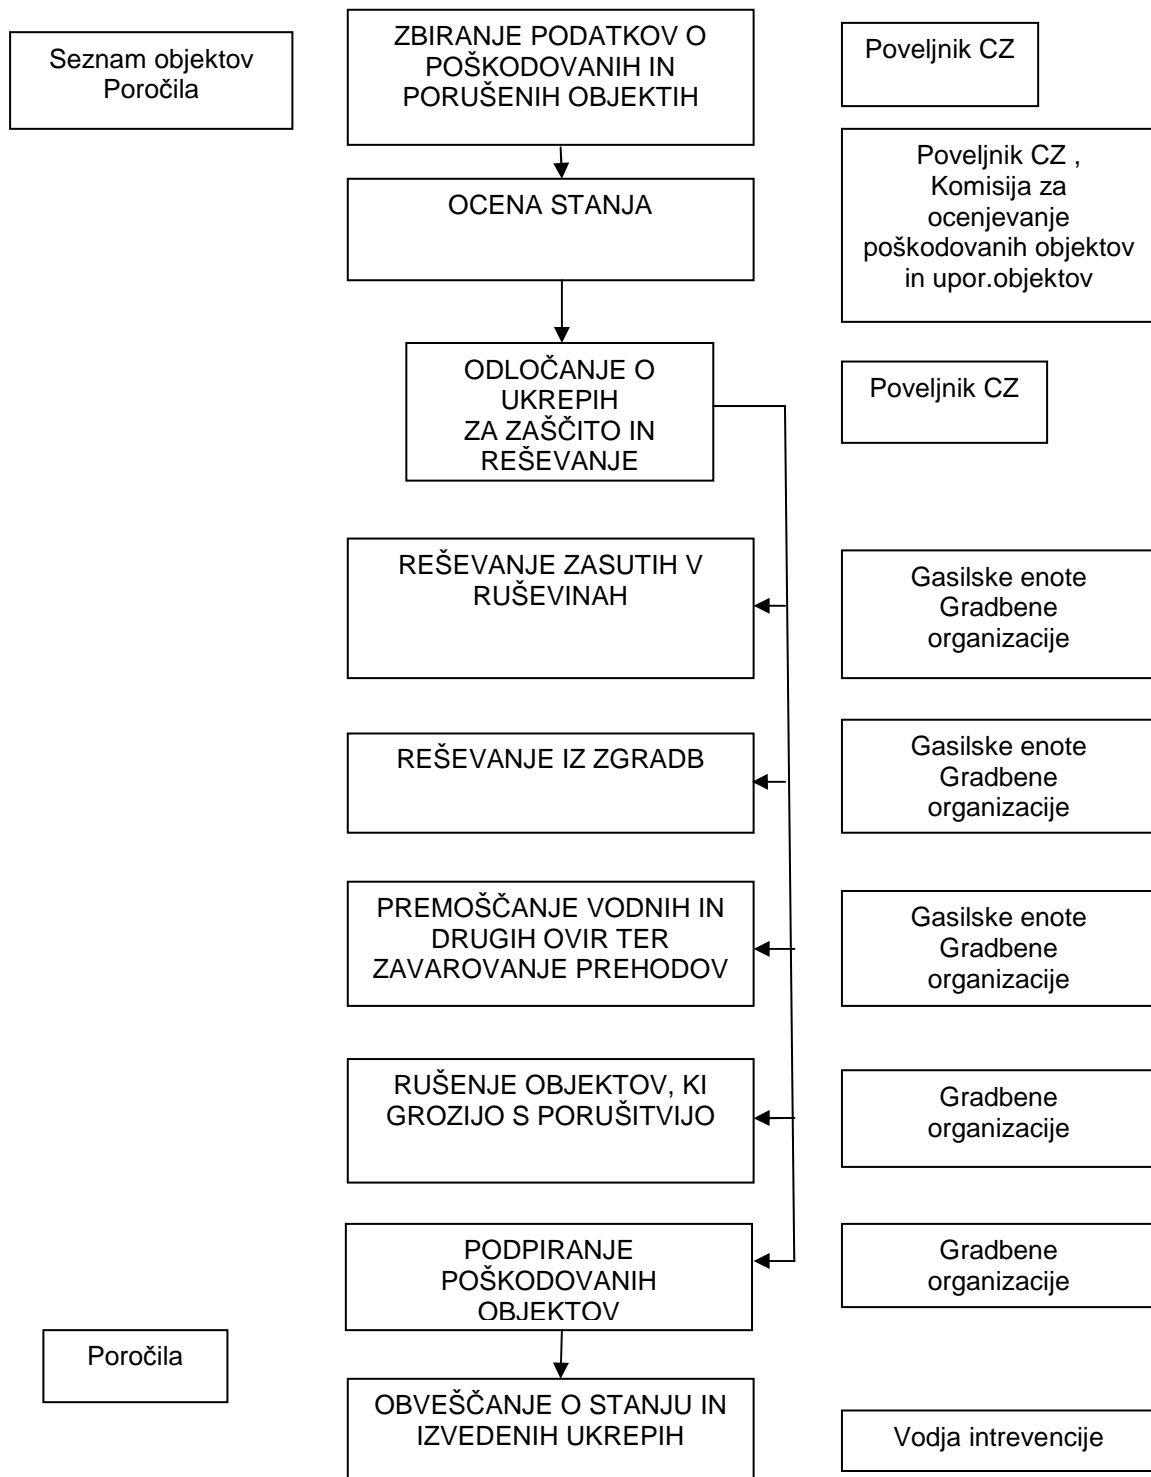 Seznam objektov
Poročila
ZBIRANJE PODATKOV O
POŠKODOVANIH IN
PORUŠENIH OBJEKTIH
Poveljnik CZ
OCENA STANJA
Poveljnik CZ ,
Komisija za
ocenjevanje
poškodovanih objektov
in upor.objektov
ODLOČANJE O
UKREPIH
ZA ZAŠČITO IN
REŠEVANJE
Poveljnik CZ
REŠEVANJE ZASUTIH V
RUŠEVINAH
Gasilske enote
Gradbene
organizacije
REŠEVANJE IZ ZGRADB
Gasilske enote
Gradbene
organizacije
PREMOŠČANJE VODNIH IN
DRUGIH OVIR TER
ZAVAROVANJE PREHODOV
Gasilske enote
Gradbene
organizacije
RUŠENJE OBJEKTOV, KI
GROZIJO S PORUŠITVIJO
Gradbene
organizacije
PODPIRANJE
POŠKODOVANIH
OBJEKTOV
Gradbene
organizacije
Poročila
OBVEŠČANJE O STANJU IN
IZVEDENIH UKREPIH
Vodja intrevencije